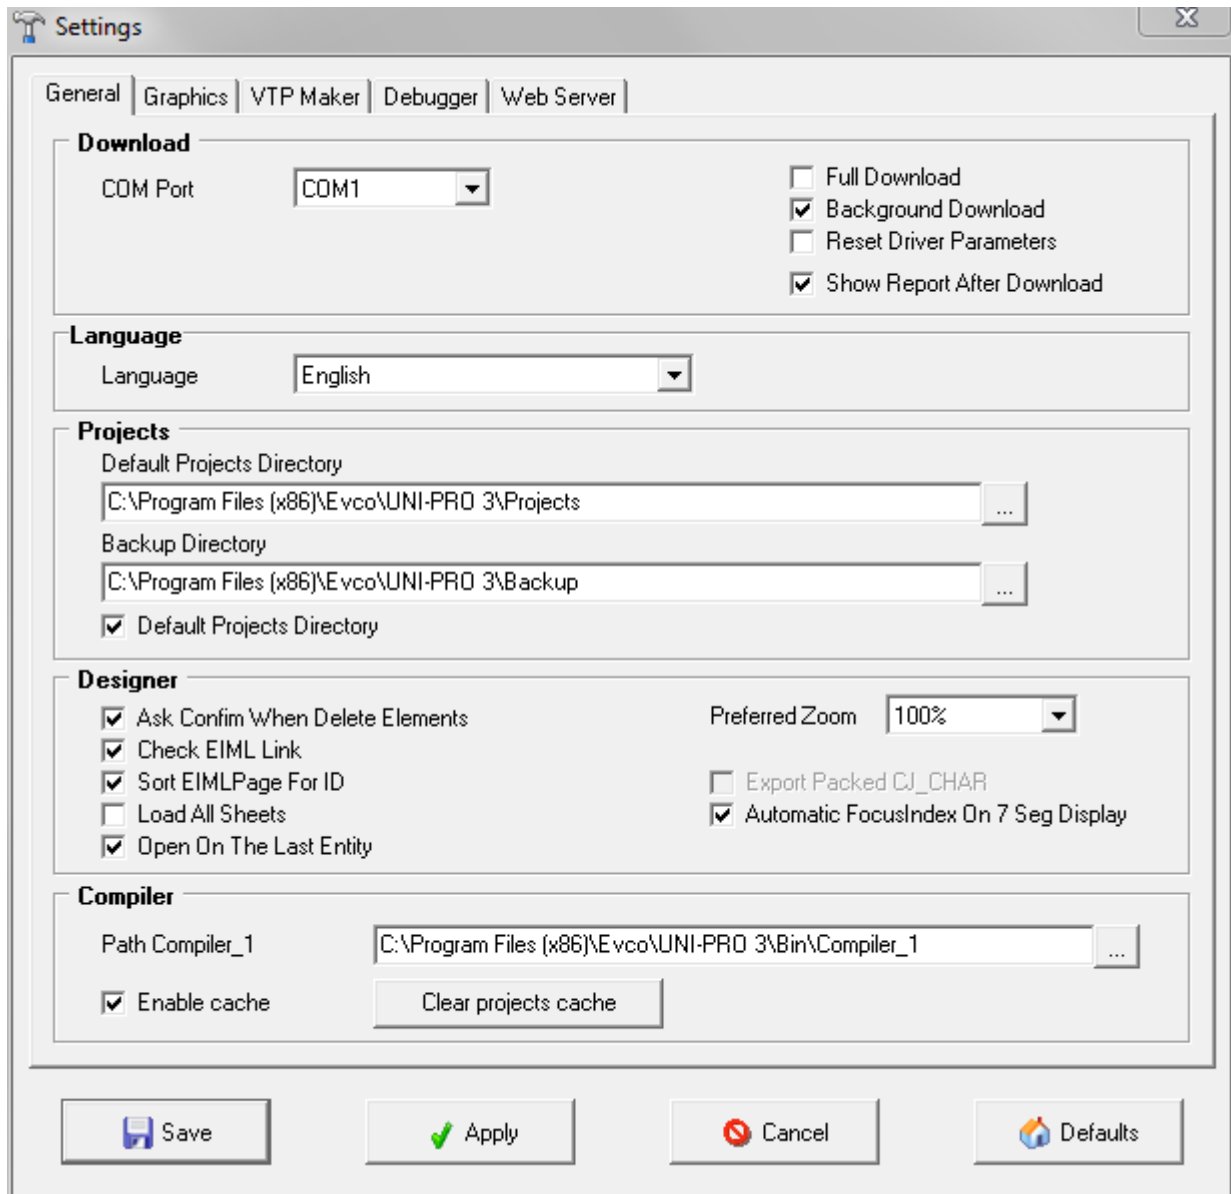 Settings
General
Graphics
VTP Maker
Debugger
Web Server
Download
COM Port
COM1
Full Download
Background Download
Reset Driver Parameters
Show Report After Download
Language
Language
English
Projects
Default Projects Directory
C:\Program Files (x86)\Evco\UNI-PRO 3\Projects
...
Backup Directory
C:\Program Files (x86)\Evco\UNI-PRO 3\Backup
...
Default Projects Directory
Designer
Ask Confim When Delete Elements
Preferred Zoom
100%
Check EIML Link
Sort EIMLPage For ID
Export Packed CJ_CHAR
Load All Sheets
Automatic FocusIndex On 7 Seg Display
Open On The Last Entity
Compiler
Path Compiler_1
C:\Program Files (x86)\Evco\UNI-PRO 3\Bin\Compiler_1
...
Enable cache
Clear projects cache
Save
Apply
Cancel
Defaults